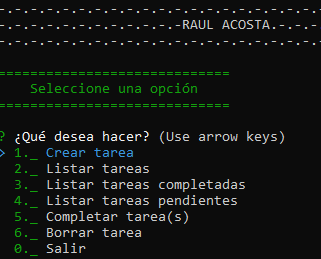 -.-.-.-.-.-.-.-.-.-.-.-.-.-.-.-.-.-.-.-.
-.-.-.-.-.-.-.-.-.-.-.-RAUL ACOSTA.-.-.-
-.-.-.-.-.-.-.-.-.-.-.-.-.-.-.-.-.-.-.-.
=============================
Seleccione una opción
=============================
? ¿Qué desea hacer? (Use arrow keys)
> 1._ Crear tarea
2._ Listar tareas
3._ Listar tareas completadas
4._ Listar tareas pendientes
5._ Completar tarea(s)
6._ Borrar tarea
0._ Salir